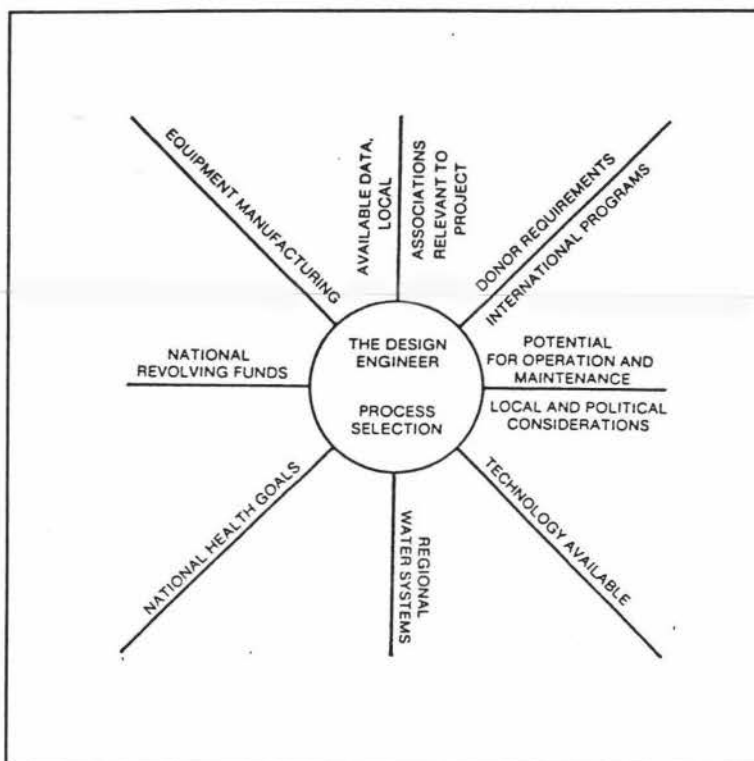 EQUIPMENT MANUFACTURING
AVAILABLE DATA,
LOCAL
ASSOCIATIONS
RELEVANT TO
PROJECT
DONOR REQUIREMENTS
INTERNATIONAL PROGRAMS
NATIONAL
REVOLVING FUNDS
THE DESIGN
ENGINEER
PROCESS
SELECTION
POTENTIAL
FOR OPERATION AND
MAINTENANCE
LOCAL AND POLITICAL
CONSIDERATIONS
NATIONAL HEALTH GOALS
REGIONAL
WATER SYSTEMS
TECHNOLOGY AVAILABLE